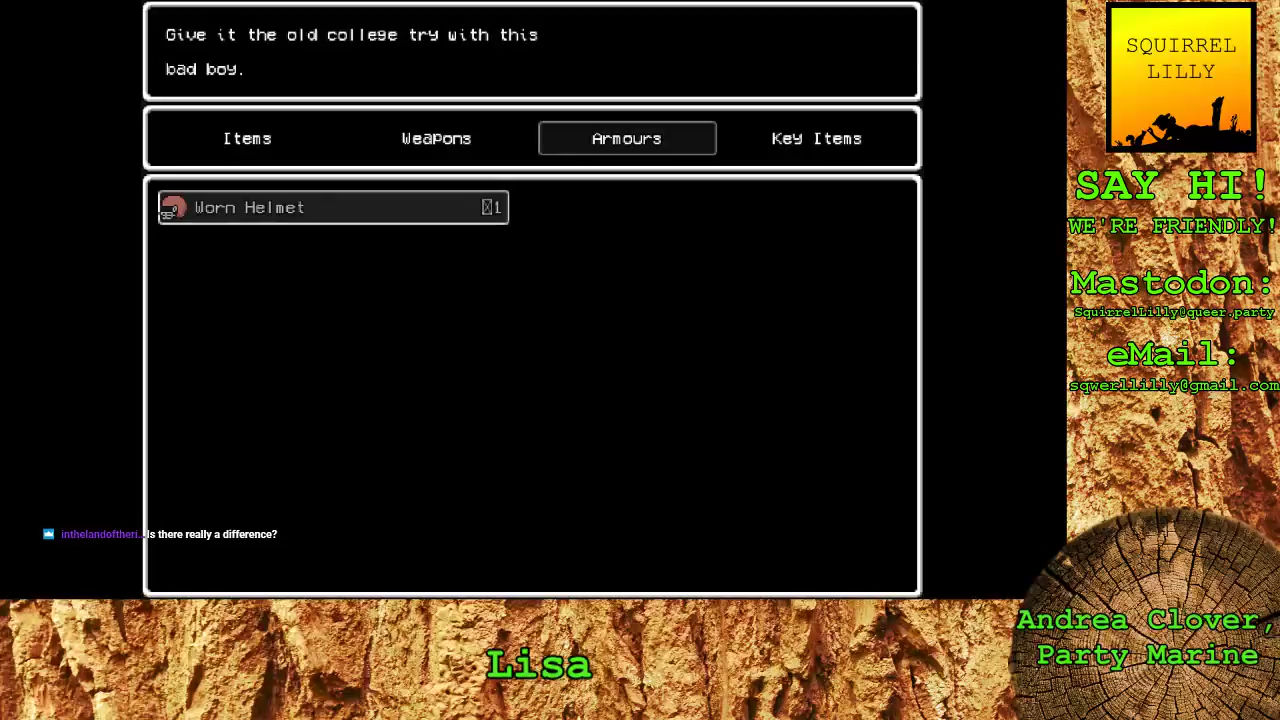 Give it the old college try with this
bad boy.
Items Weapons Armours Key Items
Worn Helmet 1
inthelandoftheri... Is there really a difference?
SQUIRREL
LILLY
SAY HI!
WE'RE FRIENDLY!
Mastodon:
SquirrelLilly@queer.party
eMail:
sqwerllilly@gmail.com
Lisa
Andrea Clover,
Party Marine